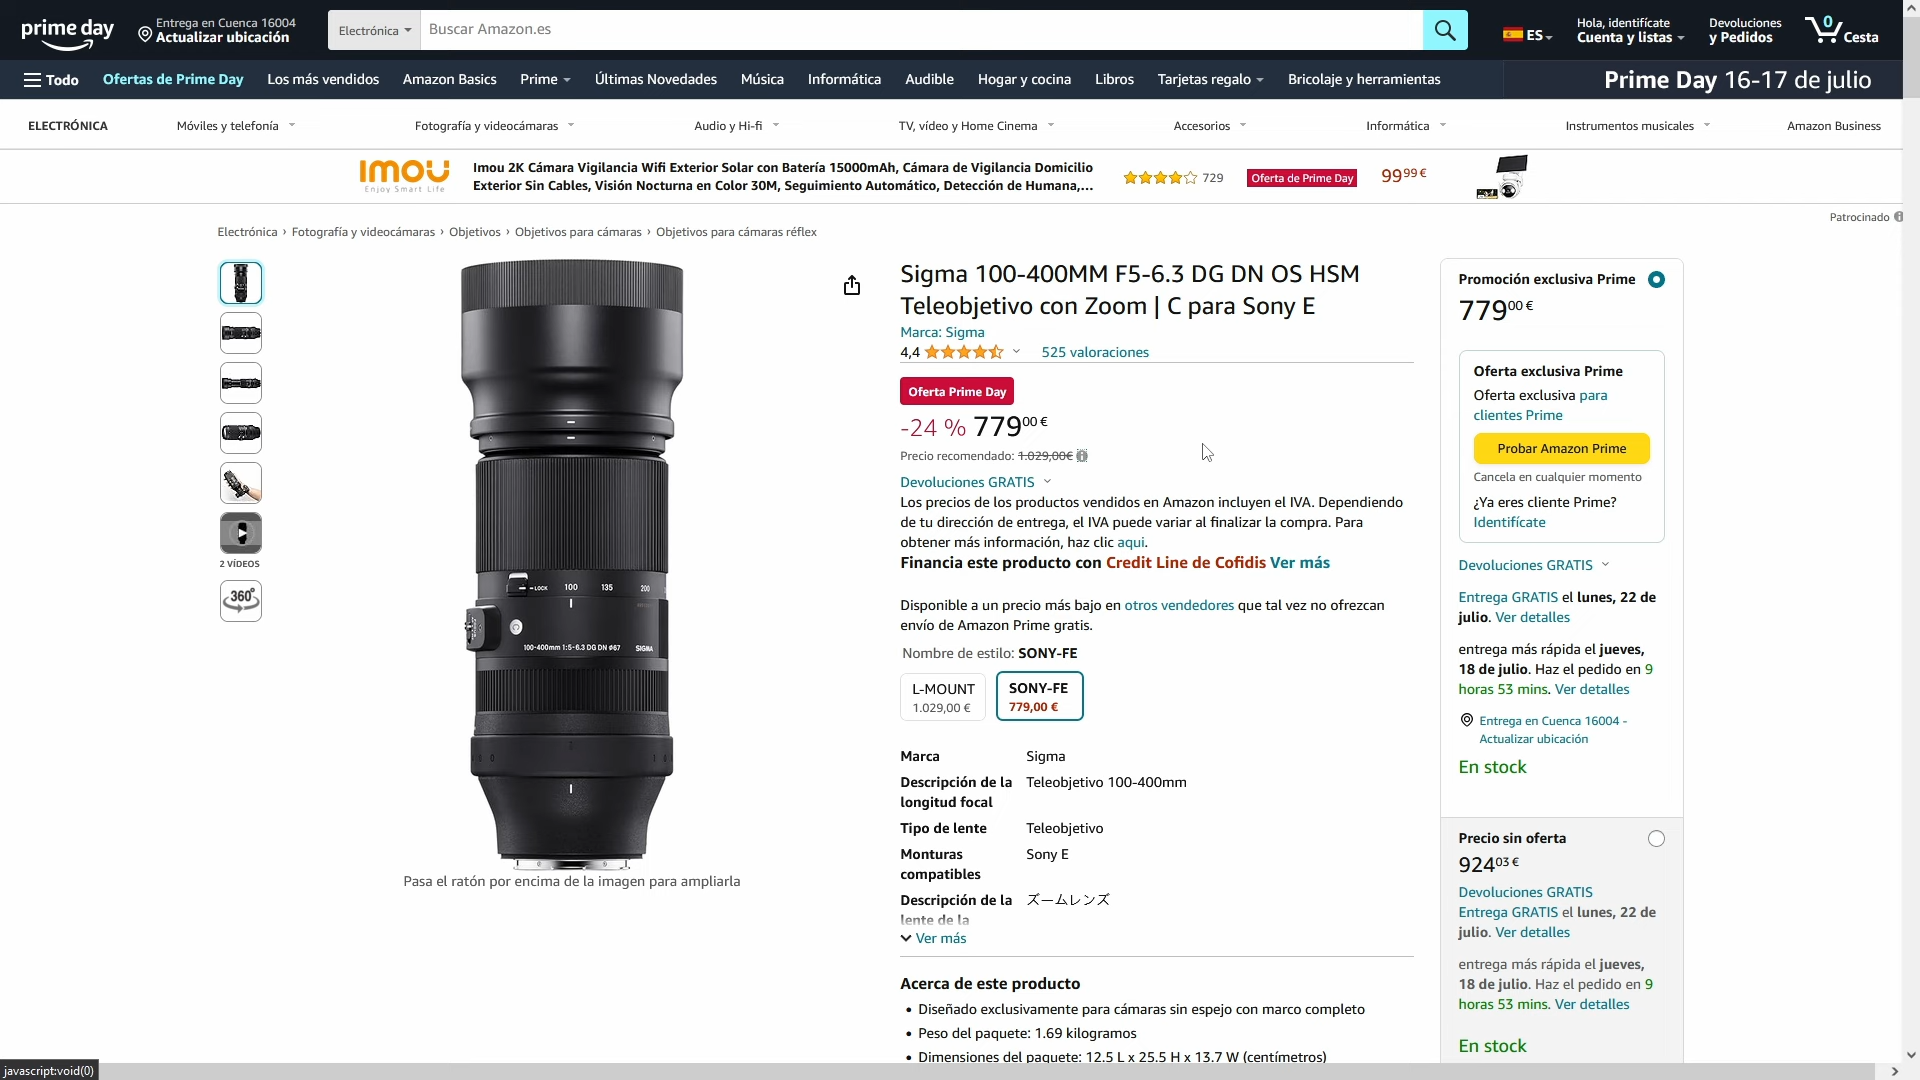 prime day
Entrega en Cuenca 16004
Actualizar ubicación
Electrónica
Buscar Amazon.es
ES
Hola, identifícate
Cuenta y listas
Devoluciones
y Pedidos
0
Cesta
Todo
Ofertas de Prime Day
Los más vendidos
Amazon Basics
Prime
Últimas Novedades
Música
Informática
Audible
Hogar y cocina
Libros
Tarjetas regalo
Bricolaje y herramientas
Prime Day 16-17 de julio
ELECTRÓNICA
Móviles y telefonía
Fotografía y videocámaras
Audio y Hi-fi
TV, vídeo y Home Cinema
Accesorios
Informática
Instrumentos musicales
Amazon Business
Imou
Enjoy Smart Life
Imou 2K Cámara Vigilancia Wifi Exterior Solar con Batería 15000mAh, Cámara de Vigilancia Domicilio
Exterior Sin Cables, Visión Nocturna en Color 30M, Seguimiento Automático, Detección de Humana,...
729
Oferta de Prime Day
99,99 €
Patrocinado
Electrónica › Fotografía y videocámaras › Objetivos › Objetivos para cámaras › Objetivos para cámaras réflex
2 VÍDEOS
360°
LOCK 100 135 200
100-400mm 1:5-6.3 DG DN ø67 SIGMA
Pasa el ratón por encima de la imagen para ampliarla
Sigma 100-400MM F5-6.3 DG DN OS HSM
Teleobjetivo con Zoom | C para Sony E
Marca: Sigma
4,4
525 valoraciones
Oferta Prime Day
-24 % 779,00 €
Precio recomendado: 1.029,00€
Devoluciones GRATIS
Los precios de los productos vendidos en Amazon incluyen el IVA. Dependiendo
de tu dirección de entrega, el IVA puede variar al finalizar la compra. Para
obtener más información, haz clic aqui.
Financia este producto con Credit Line de Cofidis Ver más
Disponible a un precio más bajo en otros vendedores que tal vez no ofrezcan
envío de Amazon Prime gratis.
Nombre de estilo: SONY-FE
L-MOUNT
1.029,00 €
SONY-FE
779,00 €
Marca Sigma
Descripción de la Teleobjetivo 100-400mm
longitud focal
Tipo de lente Teleobjetivo
Monturas Sony E
compatibles
Descripción de la ズームレンズ
lente de la
Ver más
Acerca de este producto
• Diseñado exclusivamente para cámaras sin espejo con marco completo
• Peso del paquete: 1.69 kilogramos
• Dimensiones del paquete: 12.5 L x 25.5 H x 13.7 W (centímetros)
Promoción exclusiva Prime
779,00 €
Oferta exclusiva Prime
Oferta exclusiva para
clientes Prime
Probar Amazon Prime
Cancela en cualquier momento
¿Ya eres cliente Prime?
Identifícate
Devoluciones GRATIS
Entrega GRATIS el lunes, 22 de
julio. Ver detalles
entrega más rápida el jueves,
18 de julio. Haz el pedido en 9
horas 53 mins. Ver detalles
Entrega en Cuenca 16004 -
Actualizar ubicación
En stock
Precio sin oferta
924,03 €
Devoluciones GRATIS
Entrega GRATIS el lunes, 22 de
julio. Ver detalles
entrega más rápida el jueves,
18 de julio. Haz el pedido en 9
horas 53 mins. Ver detalles
En stock
javascript:void(0)